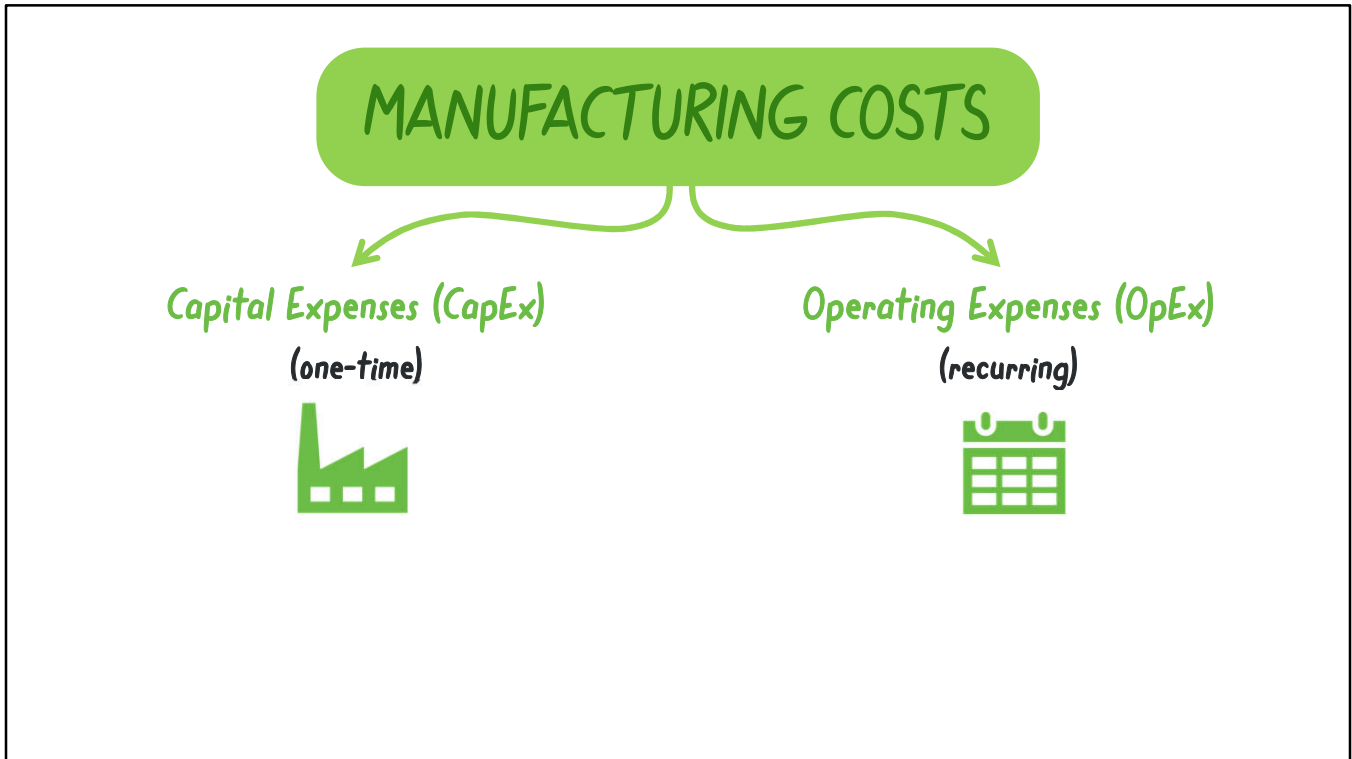 MANUFACTURING COSTS
Capital Expenses (CapEx)
(one-time)
Operating Expenses (OpEx)
(recurring)